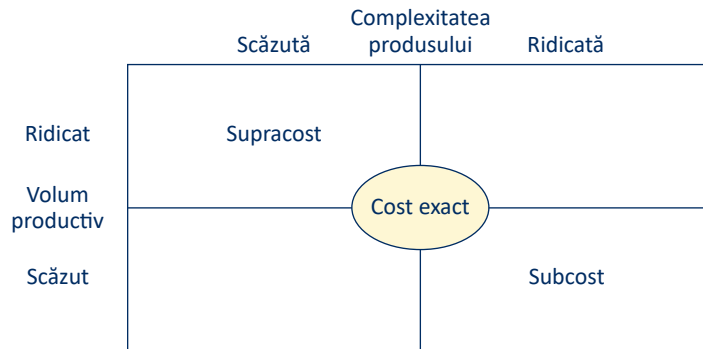 Complexitatea
produsului
Scăzută
Ridicată
Ridicat
Supracost
Volum
productiv
Cost exact
Scăzut
Subcost